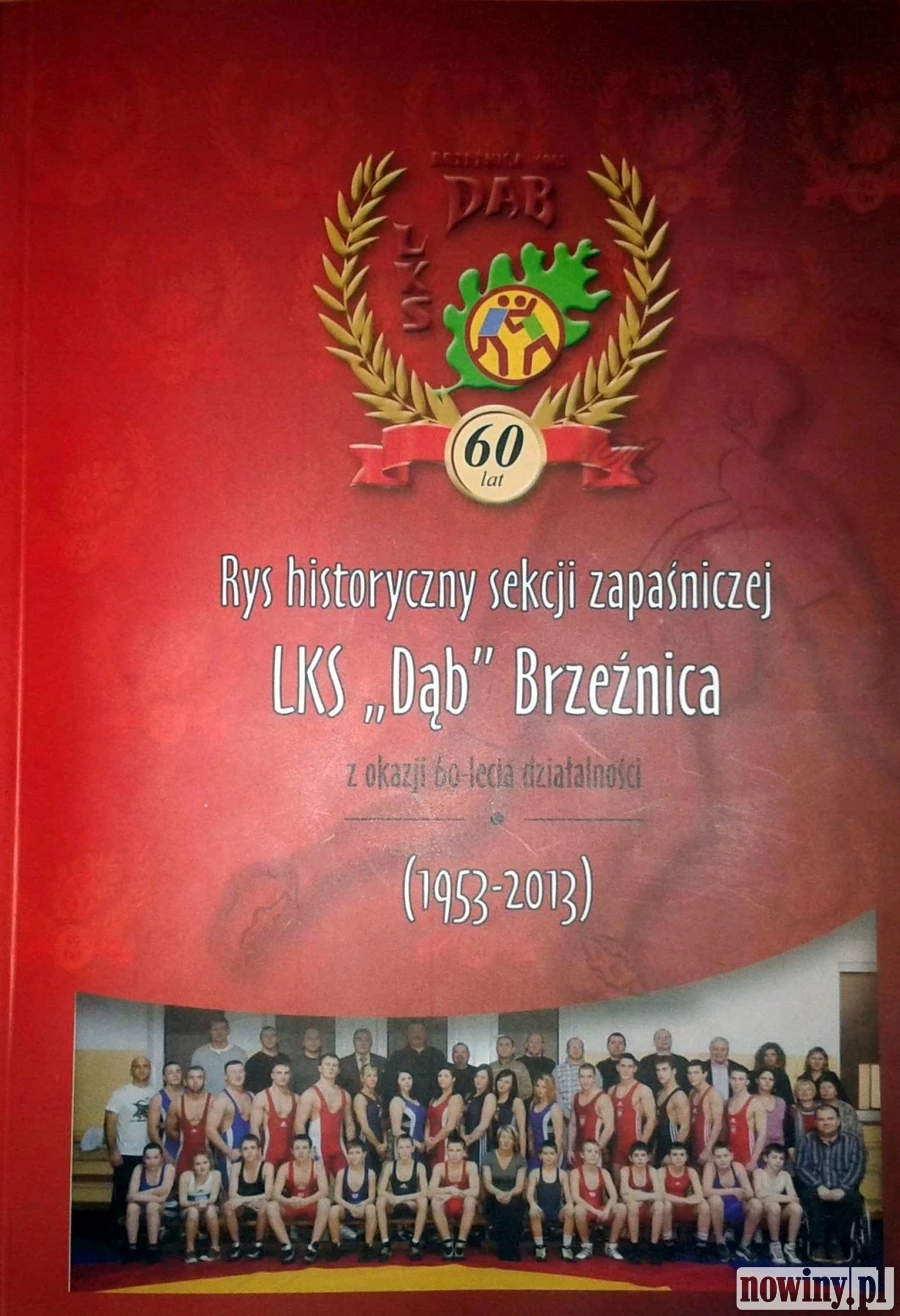 BRZEŹNICA
DĄB
LKS
60
lat
Rys historyczny sekcji zapaśniczej
LKS „Dąb” Brzeźnica
z okazji 60-lecia działalności
(1953-2013)
nowiny.pl